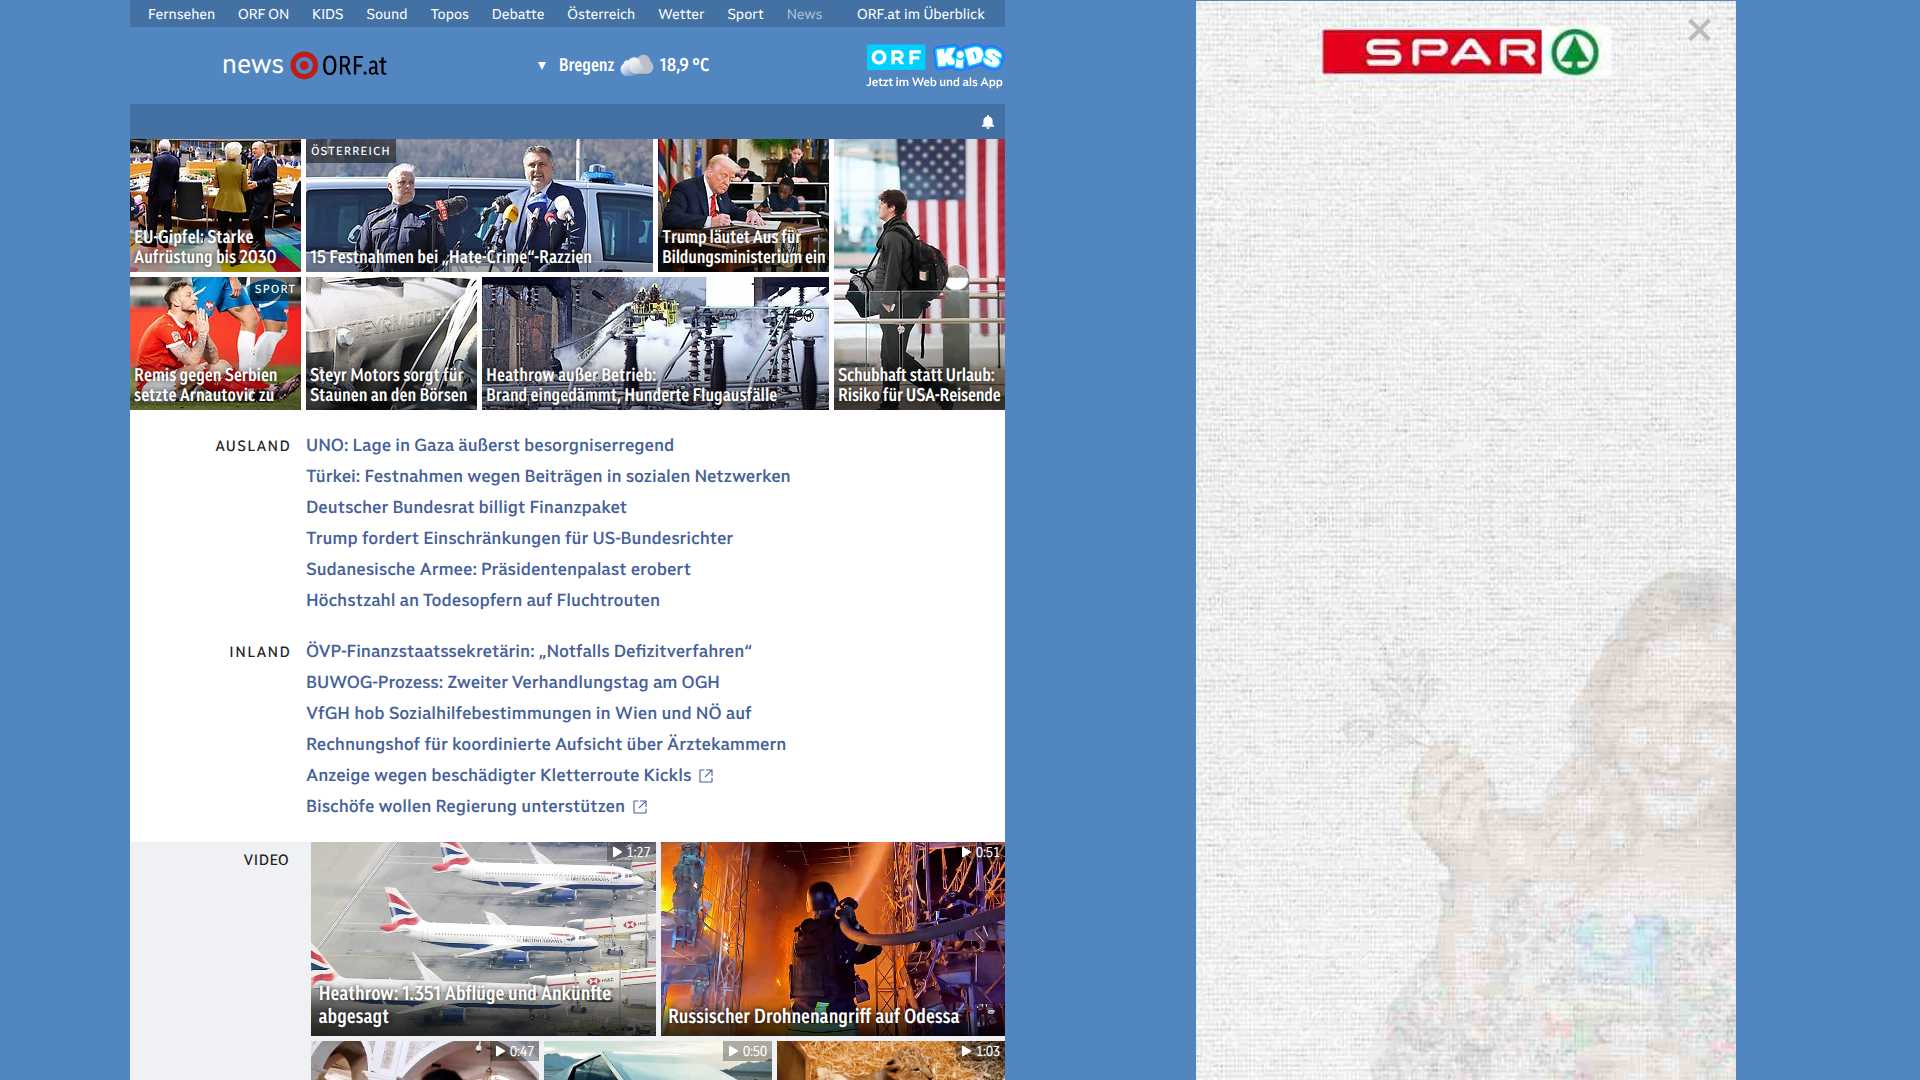 Fernsehen ORF ON KIDS Sound Topos Debatte Österreich Wetter Sport News ORF.at im Überblick
news ORF.at
Bregenz 18,9 °C
ORF KiDS
Jetzt im Web und als App
SPAR
EU-Gipfel: Starke
Aufrüstung bis 2030
ÖSTERREICH
15 Festnahmen bei „Hate-Crime“-Razzien
Trump läutet Aus für
Bildungsministerium ein
SPORT
Remis gegen Serbien
setzte Arnautovic zu
STEYR MOTORS
Steyr Motors sorgt für
Staunen an den Börsen
Heathrow außer Betrieb:
Brand eingedämmt, Hunderte Flugausfälle
Schubhaft statt Urlaub:
Risiko für USA-Reisende
AUSLAND
UNO: Lage in Gaza äußerst besorgniserregend
Türkei: Festnahmen wegen Beiträgen in sozialen Netzwerken
Deutscher Bundesrat billigt Finanzpaket
Trump fordert Einschränkungen für US-Bundesrichter
Sudanesische Armee: Präsidentenpalast erobert
Höchstzahl an Todesopfern auf Fluchtrouten
INLAND
ÖVP-Finanzstaatssekretärin: „Notfalls Defizitverfahren“
BUWOG-Prozess: Zweiter Verhandlungstag am OGH
VfGH hob Sozialhilfebestimmungen in Wien und NÖ auf
Rechnungshof für koordinierte Aufsicht über Ärztekammern
Anzeige wegen beschädigter Kletterroute Kickls
Bischöfe wollen Regierung unterstützen
VIDEO
1:27
Heathrow: 1.351 Abflüge und Ankünfte
abgesagt
0:51
Russischer Drohnenangriff auf Odessa
0:47
0:50
1:03